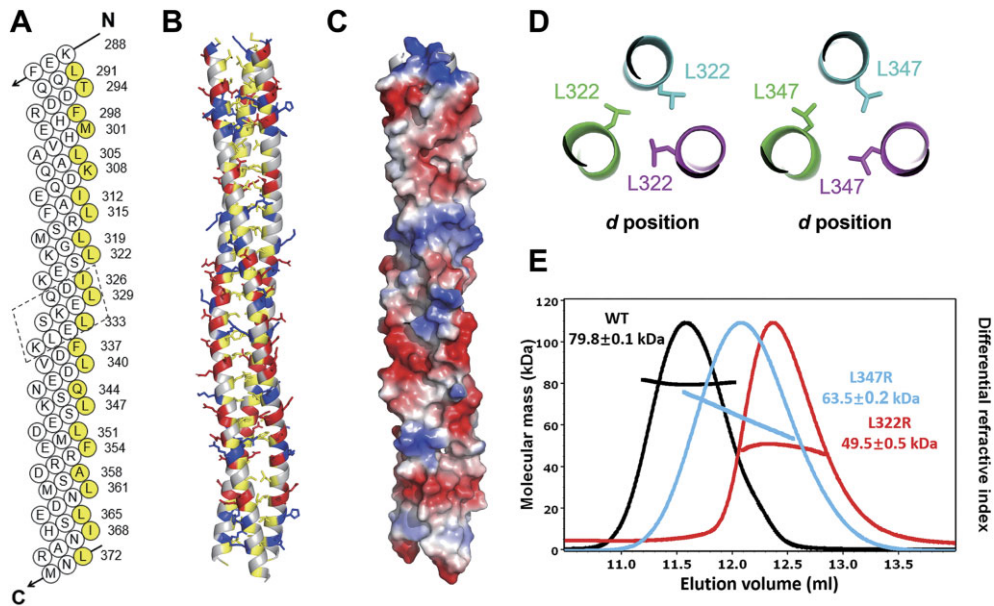 A
N
F E K 288
Q Q L 291
D D T 294
R H F 298
E H M 301
A V L 305
Q A K 308
E D I 312
F A L 315
M S R L 319
K G L 322
K E S I 326
Q D L 329
S K E L 333
K L E F 337
V D L 340
N E D Q 344
K S L 347
D E S L 351
E M F 354
D R R A 358
M S L 361
E D N L 365
H S I 368
R A N L 372
M N
C
B
C
D
L322
L322
L322
d position
L347
L347
L347
d position
E
Molecular mass (kDa)
120
100
80
60
40
20
0
WT
79.8±0.1 kDa
L347R
63.5±0.2 kDa
L322R
49.5±0.5 kDa
11.0 11.5 12.0 12.5 13.0 13.5
Elution volume (ml)
Differential refractive index